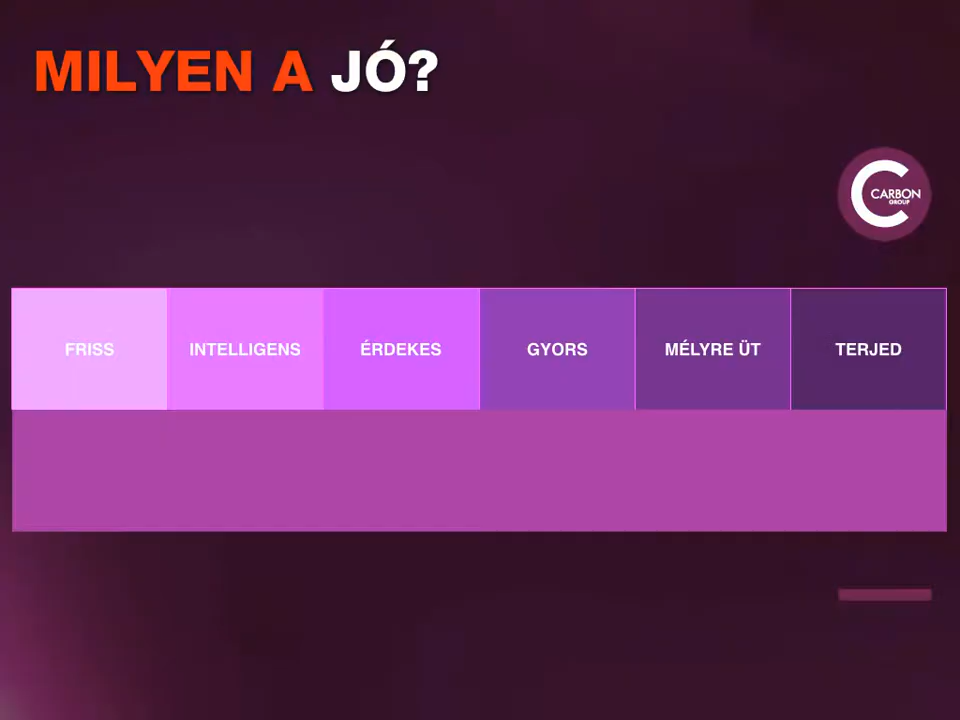 MILYEN A JÓ?
CARBON
GROUP
FRISS
INTELLIGENS
ÉRDEKES
GYORS
MÉLYRE ÜT
TERJED